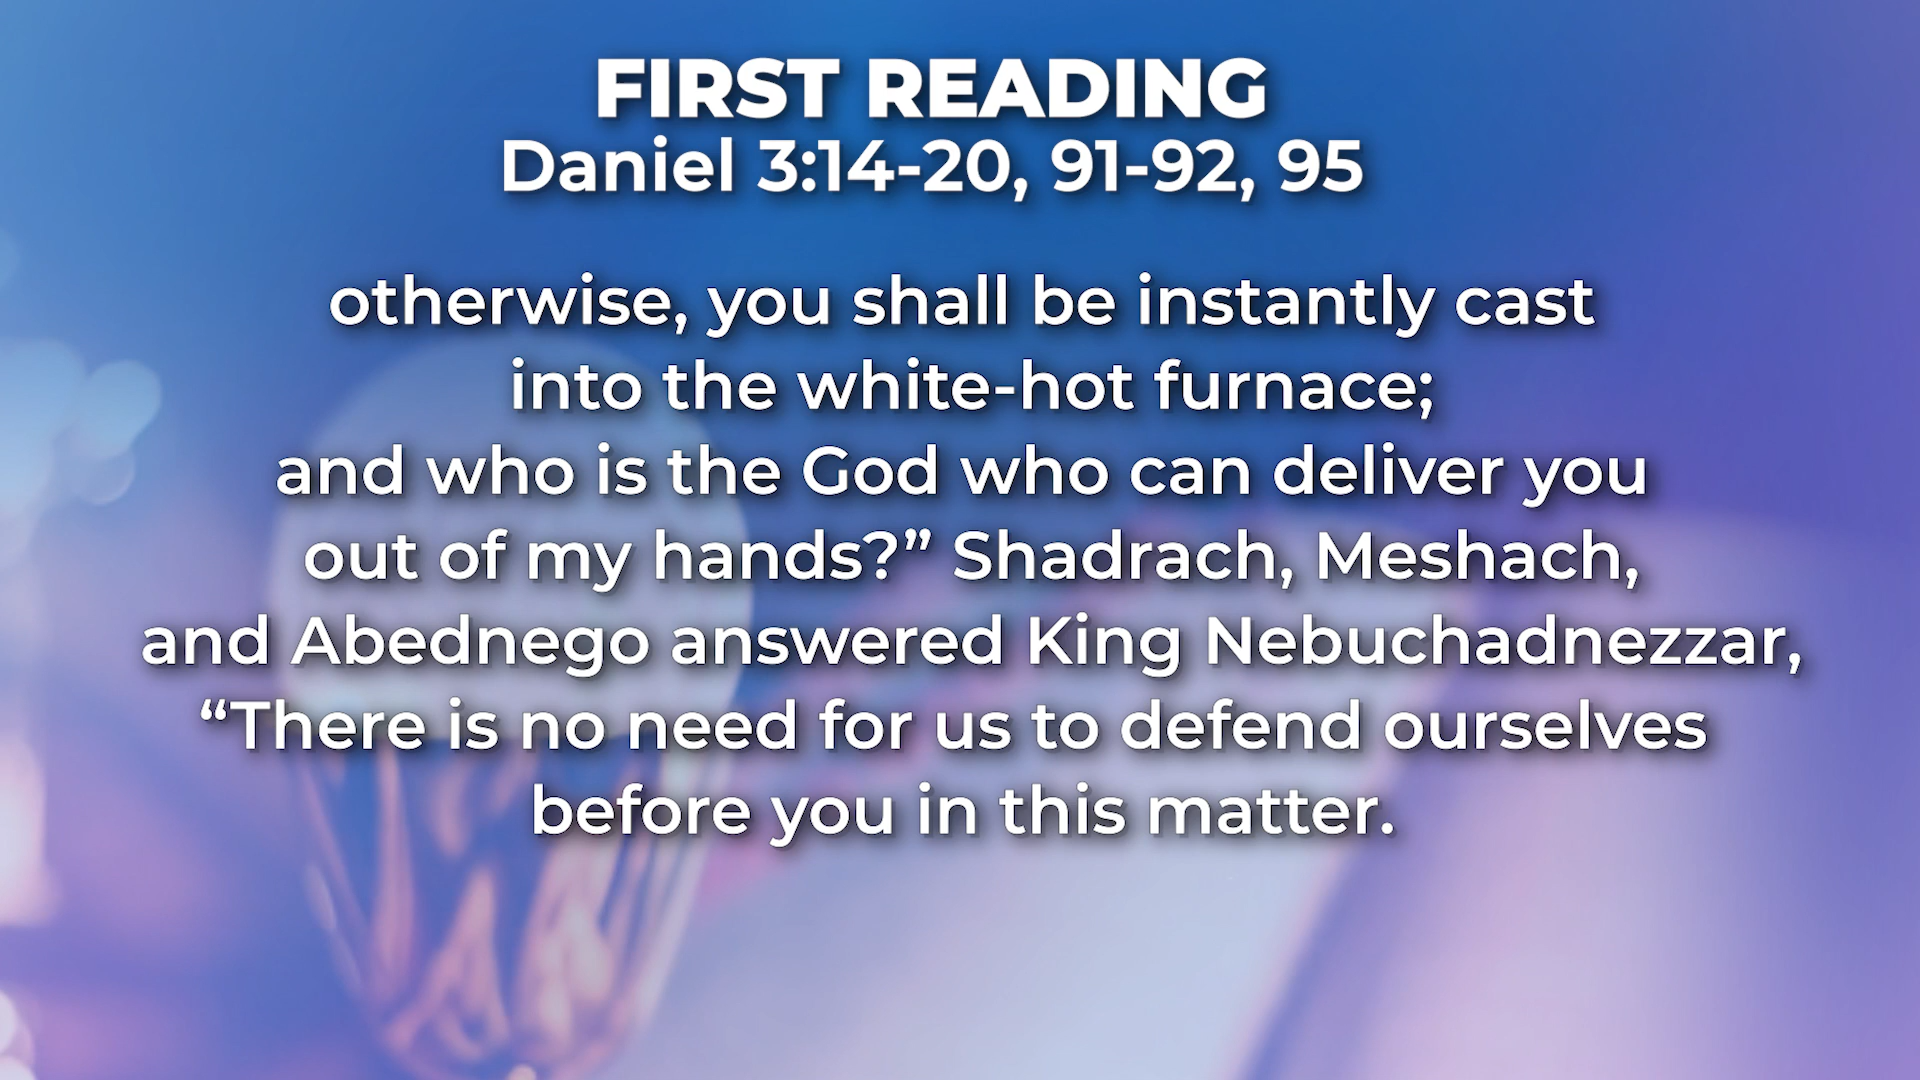 FIRST READING
Daniel 3:14-20, 91-92, 95
otherwise, you shall be instantly cast
into the white-hot furnace;
and who is the God who can deliver you
out of my hands?” Shadrach, Meshach,
and Abednego answered King Nebuchadnezzar,
“There is no need for us to defend ourselves
before you in this matter.